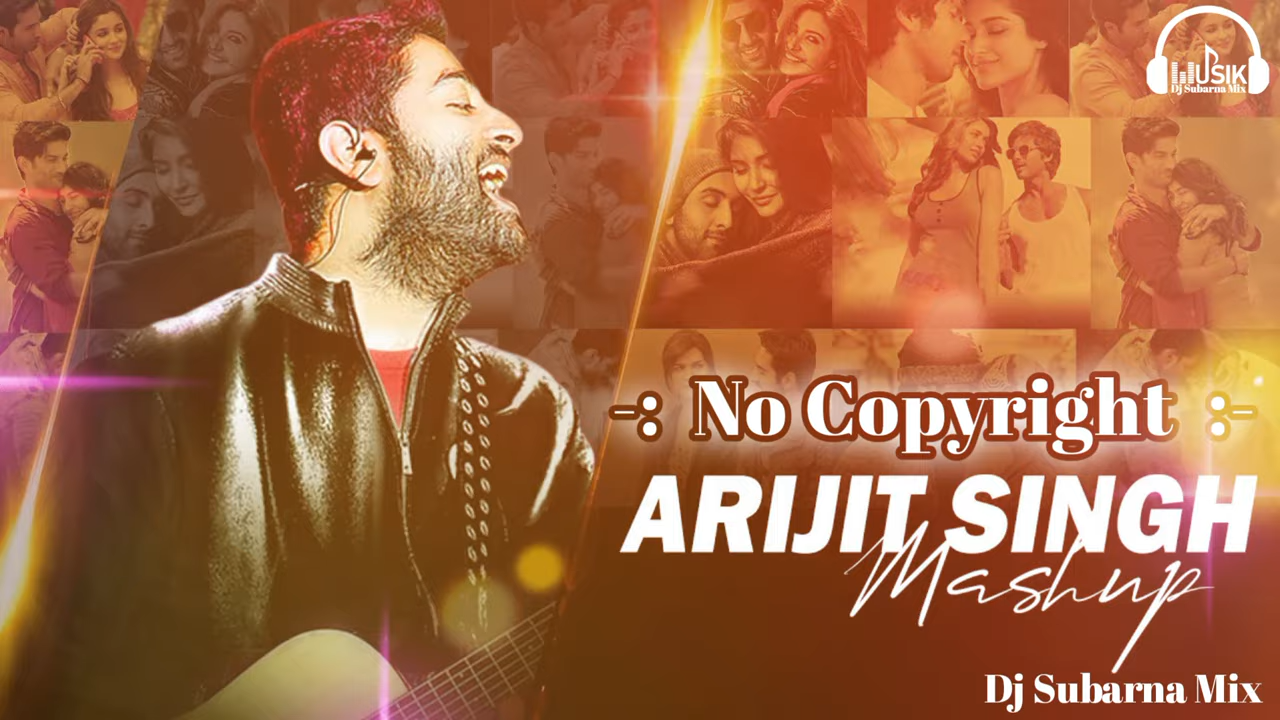 MUSIK
Dj Subarna Mix
-: No Copyright :-
ARIJIT SINGH
Mashup
Dj Subarna Mix